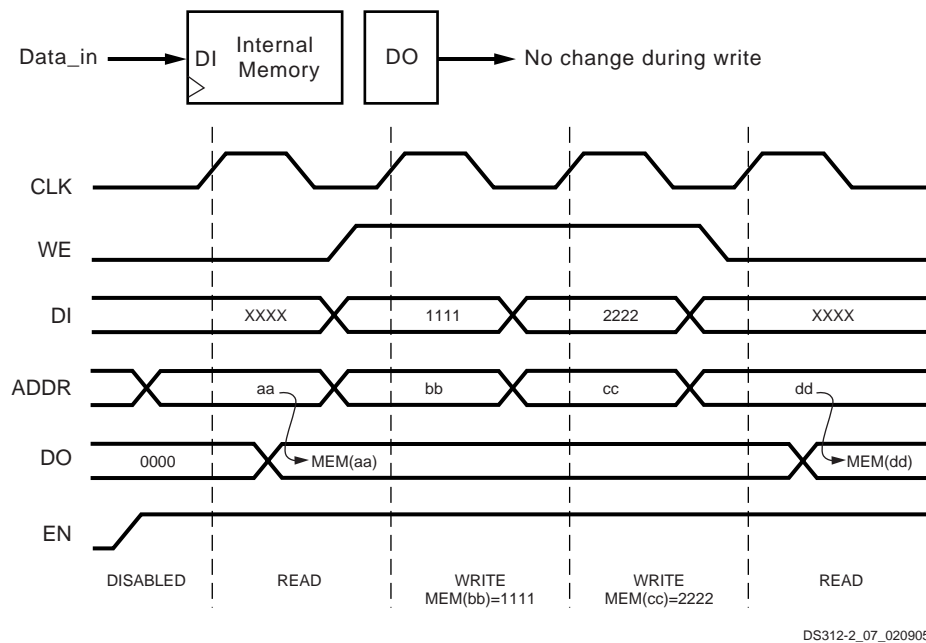 Data_in
DI
Internal
Memory
DO
No change during write
CLK
WE
DI
XXXX
1111
2222
XXXX
ADDR
aa
bb
cc
dd
DO
0000
MEM(aa)
MEM(dd)
EN
DISABLED
READ
WRITE
MEM(bb)=1111
WRITE
MEM(cc)=2222
READ
DS312-2_07_020905